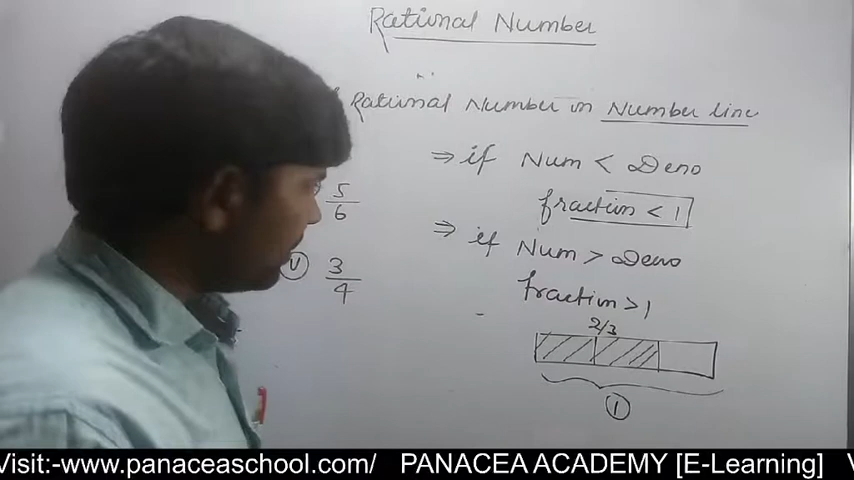 Rational Number
Rational Number on Number line
⇒ if Num < Deno
fraction < 1
⇒ if Num > Deno
fraction > 1
5/6
3/4
2/3
1
Visit:-www.panaceaschool.com/ PANACEA ACADEMY [E-Learning]